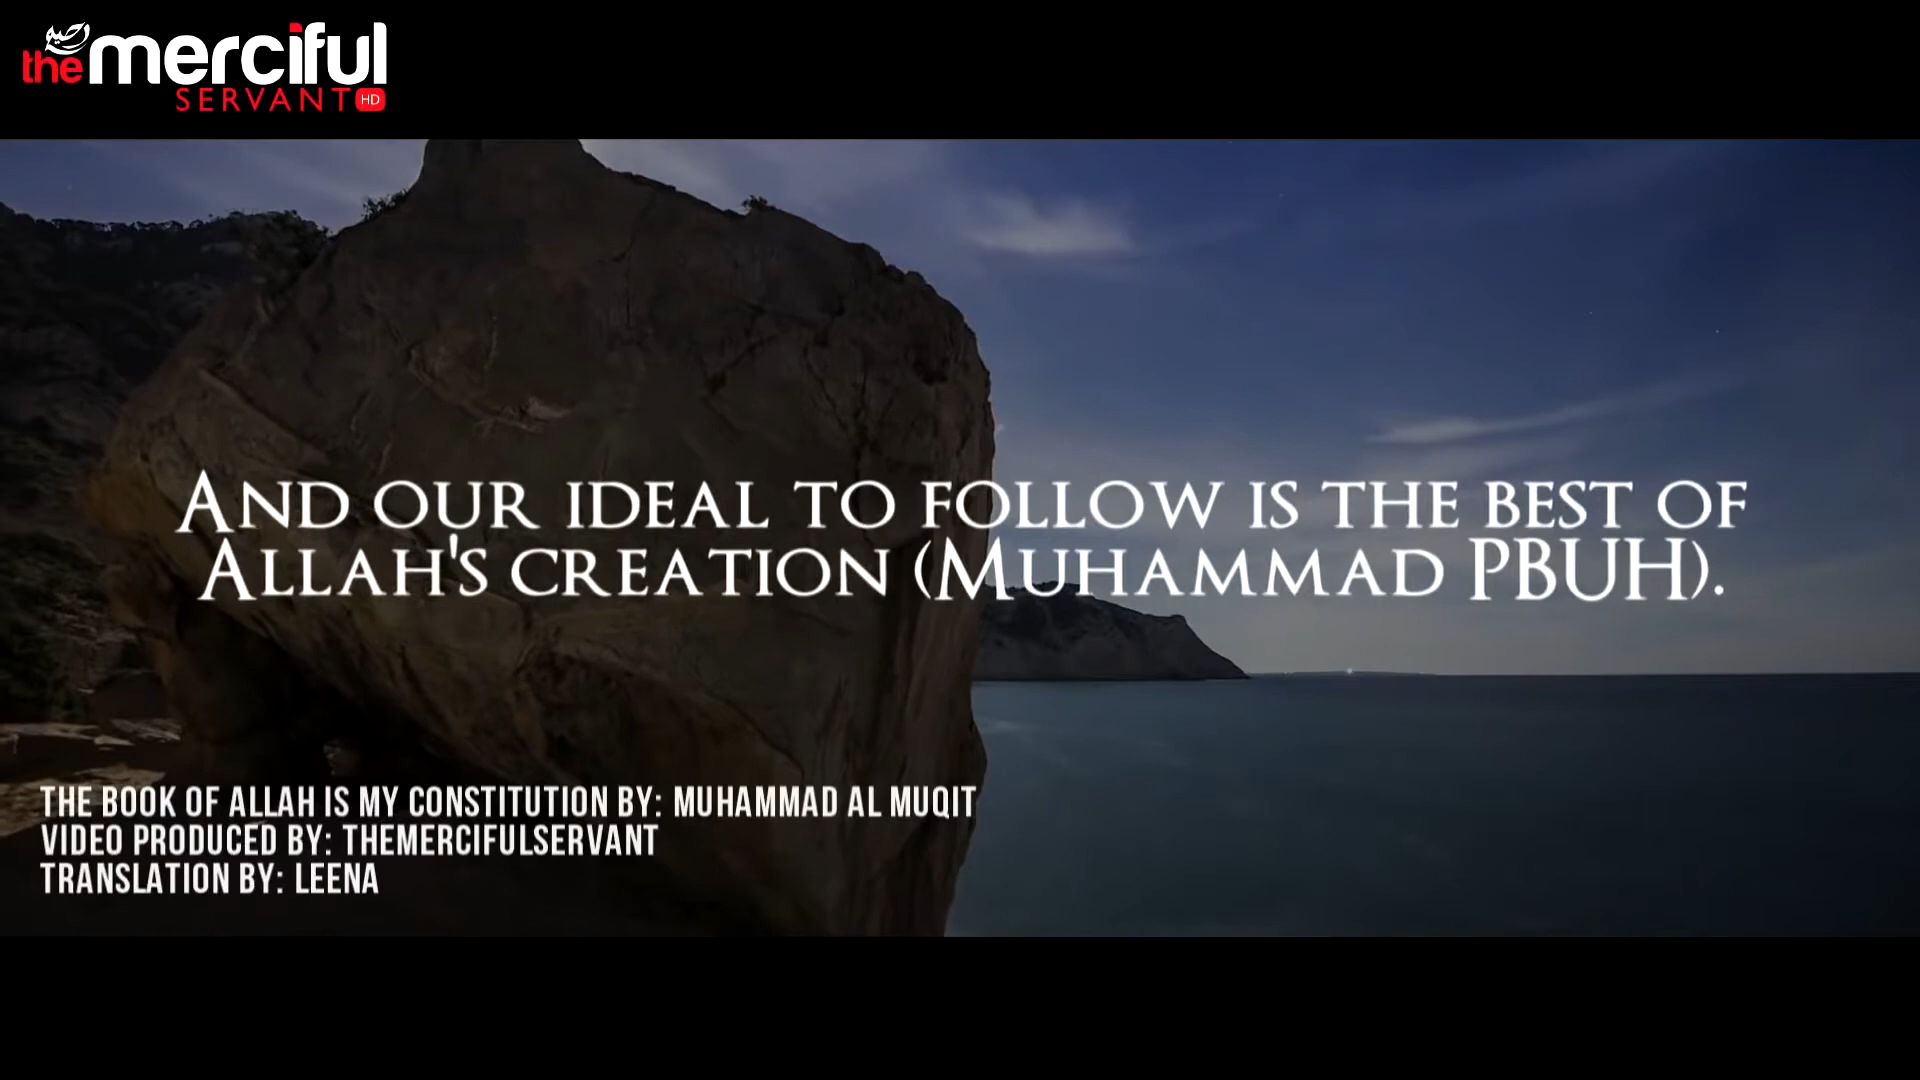 the merciful
SERVANT HD
AND OUR IDEAL TO FOLLOW IS THE BEST OF
ALLAH'S CREATION (MUHAMMAD PBUH).
THE BOOK OF ALLAH IS MY CONSTITUTION BY: MUHAMMAD AL MUQIT
VIDEO PRODUCED BY: THEMERCIFULSERVANT
TRANSLATION BY: LEENA